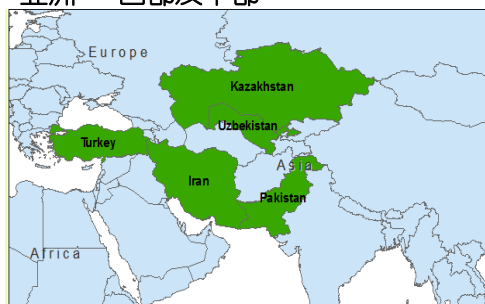 Europe
Kazakhstan
Uzbekistan
Turkey
Asia
Iran
Pakistan
Africa